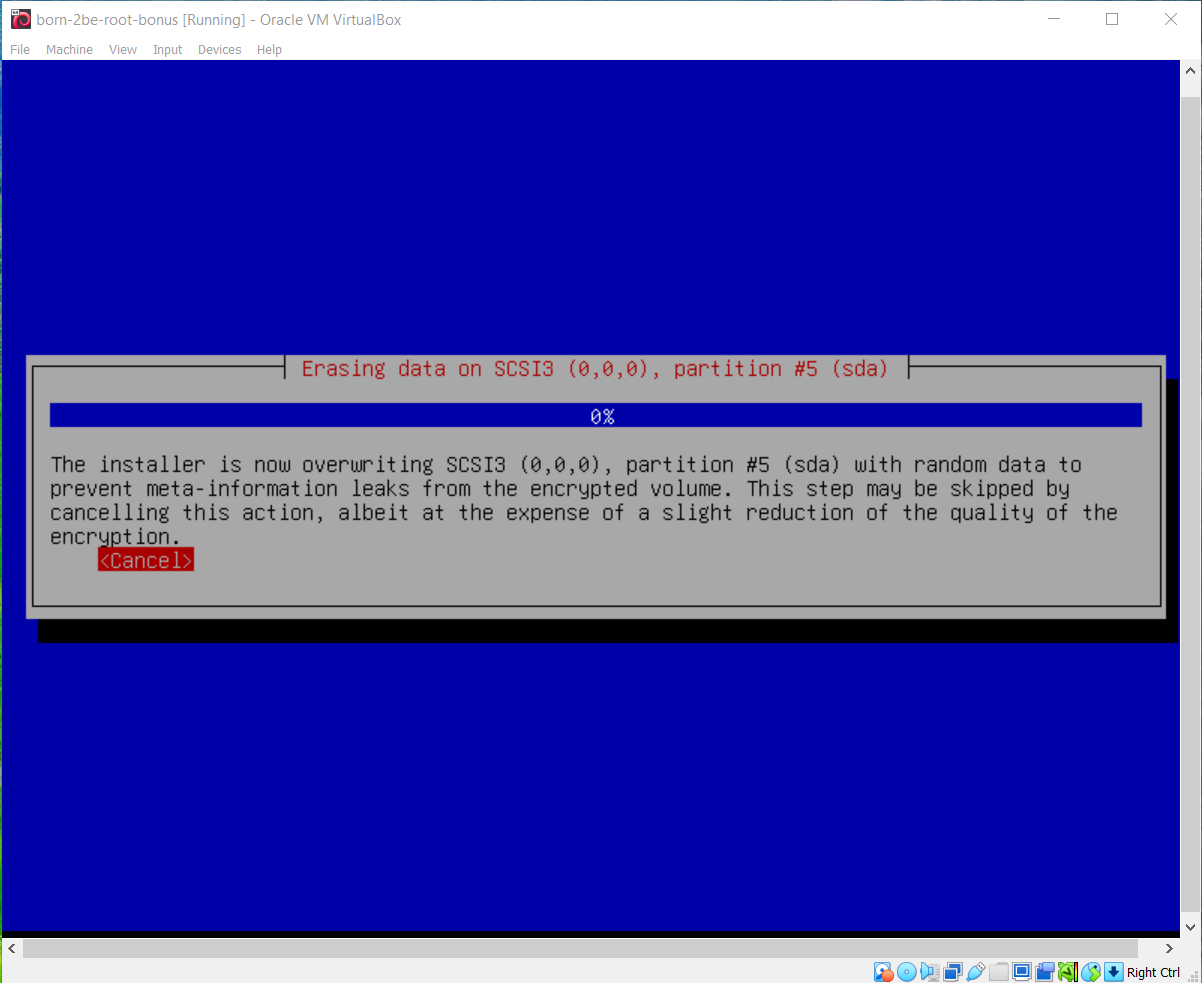 born-2be-root-bonus [Running] - Oracle VM VirtualBox
File Machine View Input Devices Help
Erasing data on SCSI3 (0,0,0), partition #5 (sda)
0%
The installer is now overwriting SCSI3 (0,0,0), partition #5 (sda) with random data to
prevent meta-information leaks from the encrypted volume. This step may be skipped by
cancelling this action, albeit at the expense of a slight reduction of the quality of the
encryption.
<Cancel>
Right Ctrl